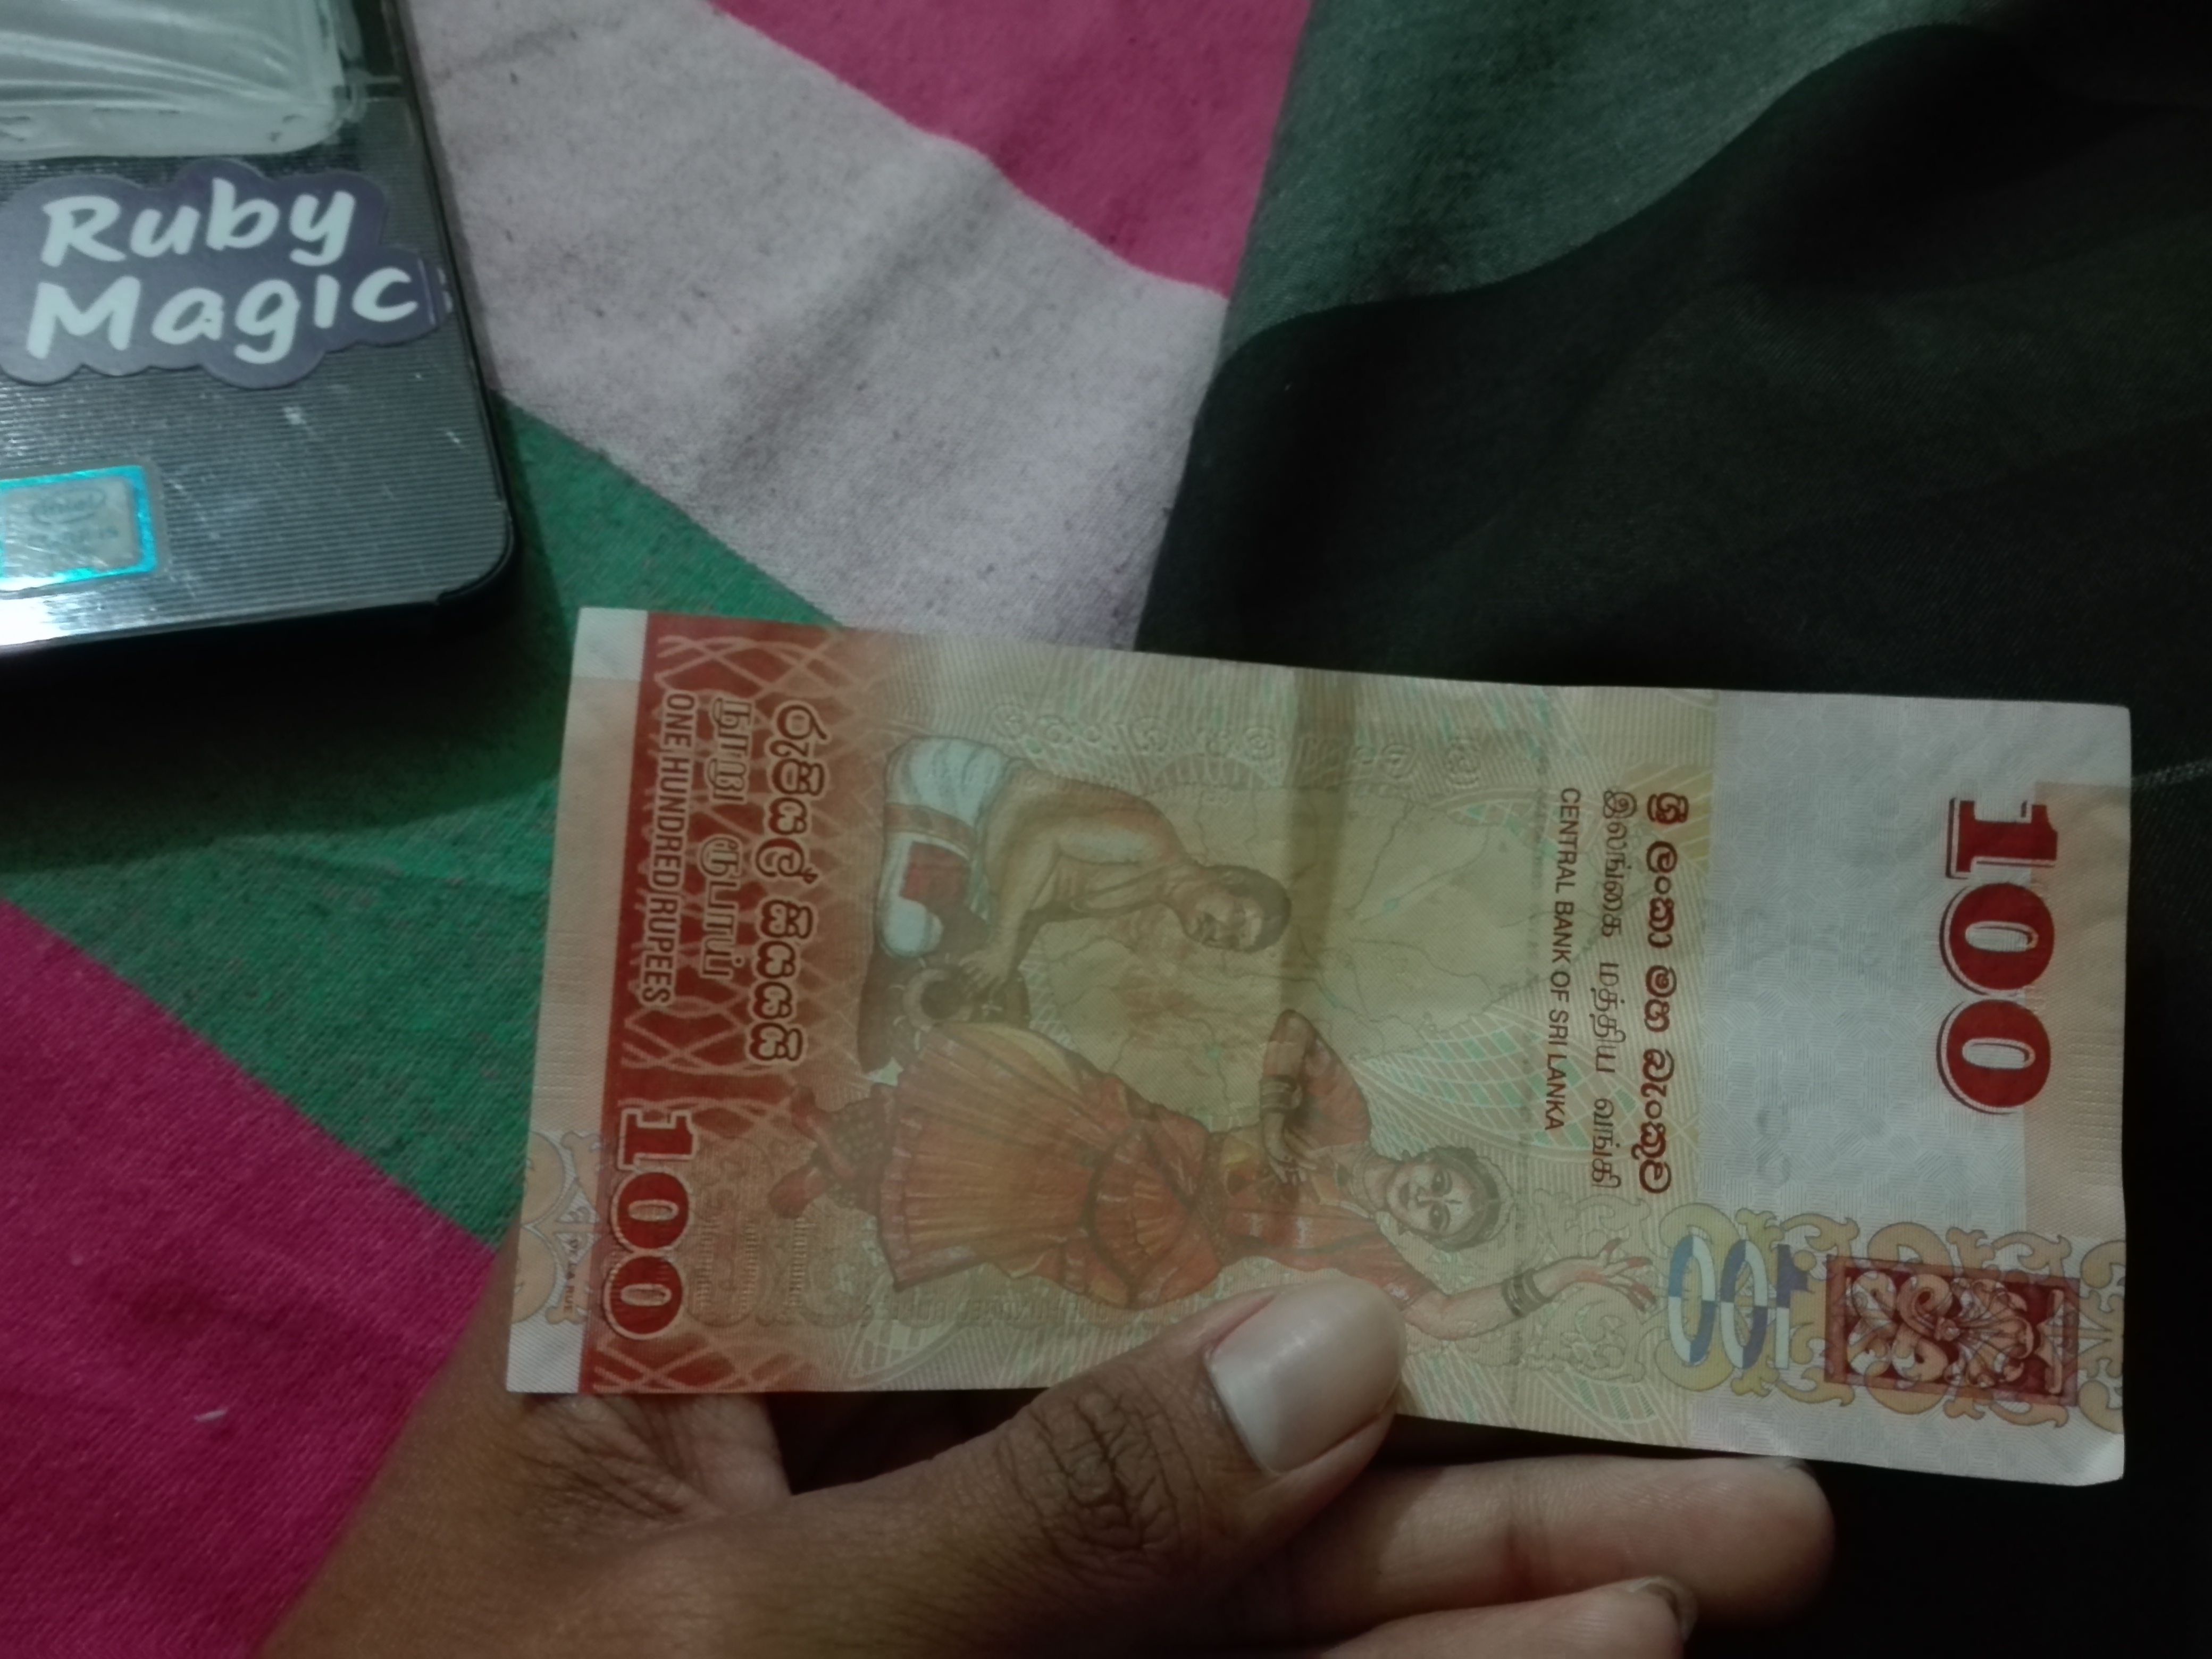 Ruby
Magic
ශ්‍රී ලංකා මහ බැංකුව
இலங்கை மத்திய வங்கி
CENTRAL BANK OF SRI LANKA
100
100
රුපියල් සියයයි
நூறு ரூபாய்
ONE HUNDRED RUPEES
100